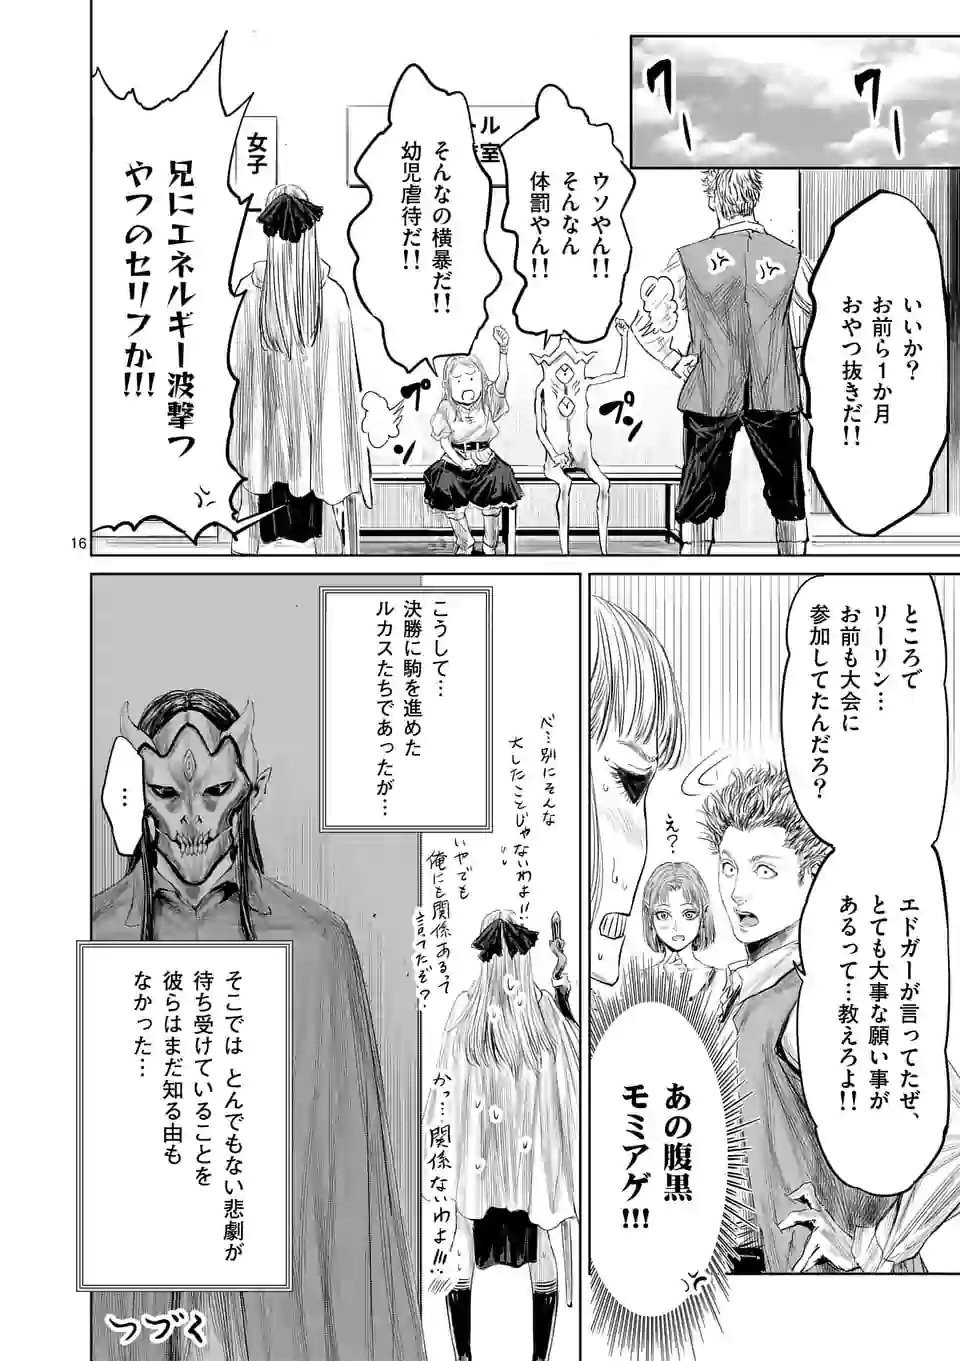 ワー
ワー
いいか？
お前ら１か月
おやつ抜きだ!!
ウソやん!!
そんなん
体罰やん!!
そんなの横暴だ!!
幼児虐待だ!!
プン
プン
ール
室
女子
兄にエネルギー波撃つ
やつのセリフか!!!
16
ところで
リーリン…
お前も大会に
参加してたんだろ？
エドガーが言ってたぜ、
とても大事な願い事が
あるって…教えろよ!!
え？
あの腹黒
モミアゲ!!!
こうして…
決勝に駒を進めた
ルカスたちであったが…
べ…別にそんな
大したことじゃないわよ!!
いやでも
俺にも関係あるって
言ってたぞ？
かっ…関係ないわよ!!!
…
そこでは とんでもない悲劇が
待ち受けていることを
彼らはまだ知る由も
なかった…
つづく